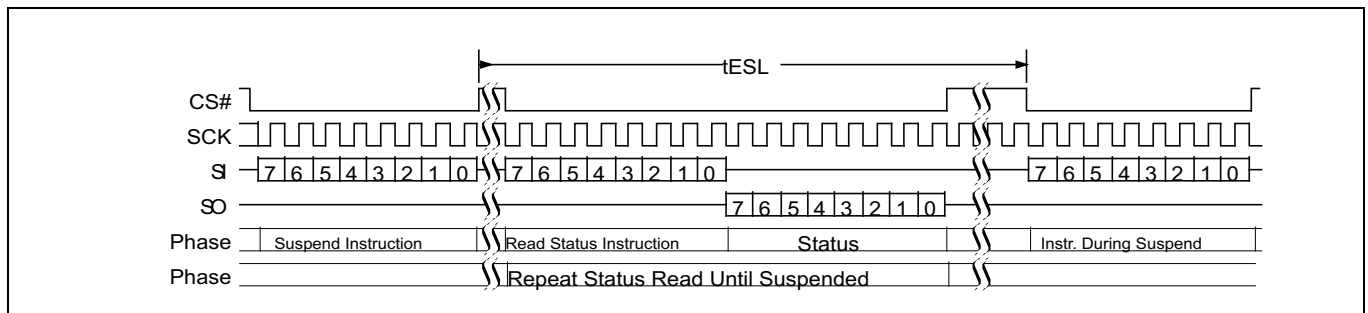 tESL
CS#
SCK
SI 7 6 5 4 3 2 1 0 7 6 5 4 3 2 1 0 7 6 5 4 3 2 1 0
SO 7 6 5 4 3 2 1 0
Phase Suspend Instruction Read Status Instruction Status Instr. During Suspend
Phase Repeat Status Read Until Suspended